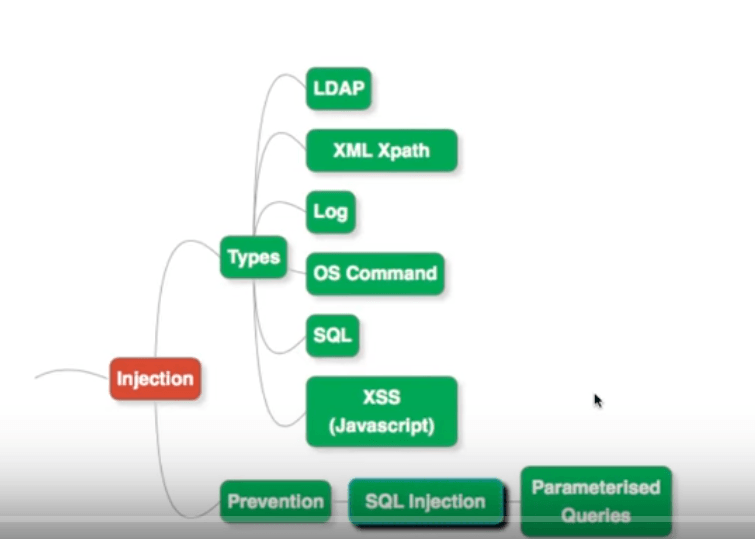 LDAP
XML Xpath
Log
Types
OS Command
SQL
Injection
XSS
(Javascript)
Prevention
SQL Injection
Parameterised
Queries